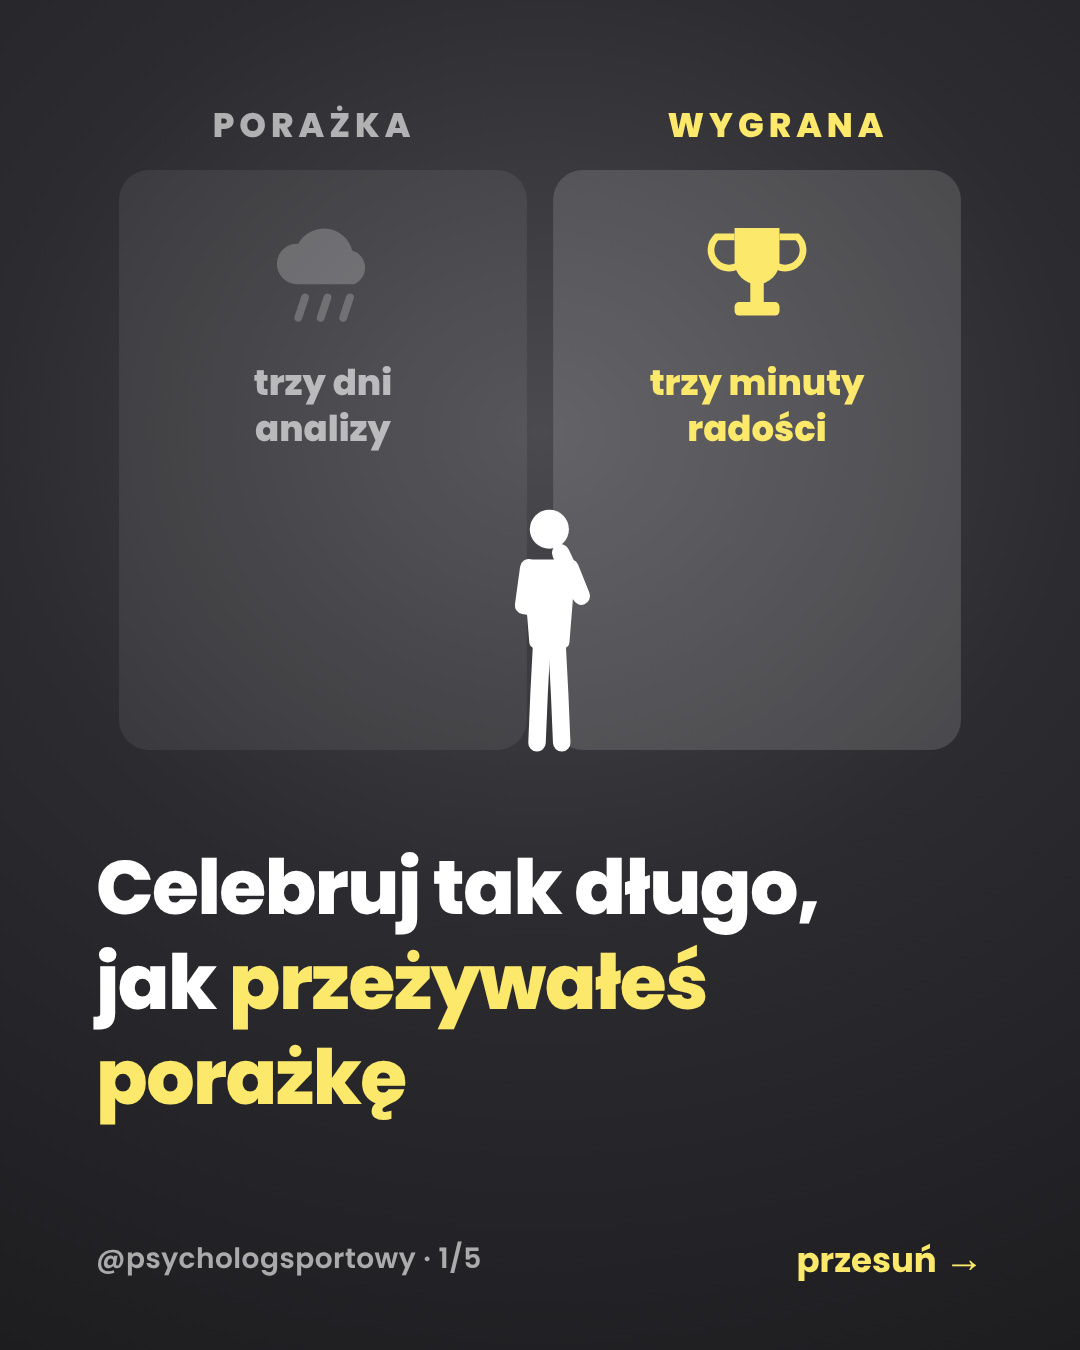 PORAŻKA
WYGRANA
trzy dni
analizy
trzy minuty
radości
Celebruj tak długo,
jak przeżywałeś
porażkę
@psychologsportowy · 1/5
przesuń →